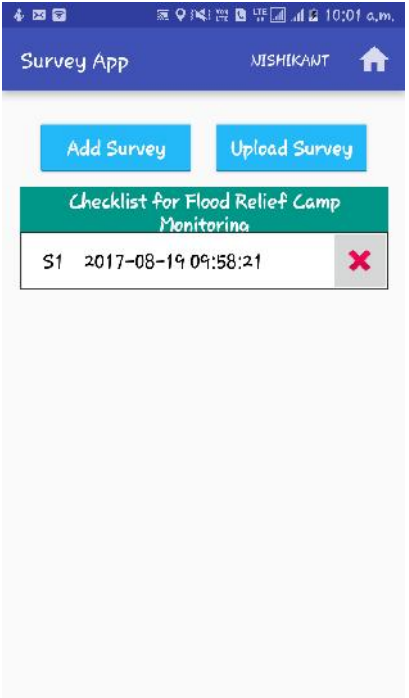 10:01 a.m.
Survey App NISHIKANT
Add Survey Upload Survey
Checklist for Flood Relief Camp
Monitoring
S1 2017-08-19 09:58:21